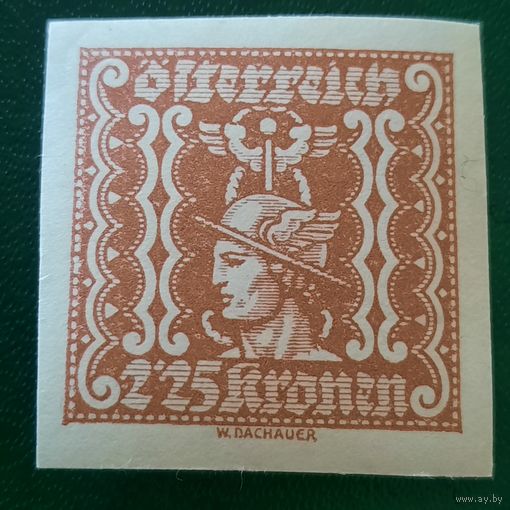 Österreich
2'25 Kronen
W. DACHAUER
www.ay.by